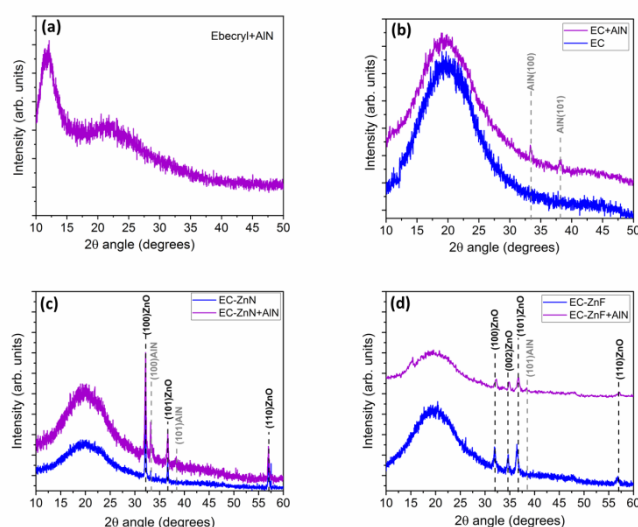 (a)
Ebecryl+AlN
Intensity (arb. units)
10 15 20 25 30 35 40 45 50
2θ angle (degrees)
(b)
EC+AlN
EC
AlN(100)
AlN(101)
Intensity (arb. units)
10 15 20 25 30 35 40 45 50
2θ angle (degrees)
(c)
EC-ZnN
EC-ZnN+AlN
(100)ZnO
(100)AlN
(101)ZnO
(101)AlN
(110)ZnO
Intensity (arb. units)
10 15 20 25 30 35 40 45 50 55 60
2θ angle (degrees)
(d)
EC-ZnF
EC-ZnF+AlN
(100)ZnO
(002)ZnO
(101)ZnO
(101)AlN
(110)ZnO
Intensity (arb. units)
10 15 20 25 30 35 40 45 50 55 60
2θ angle (degrees)